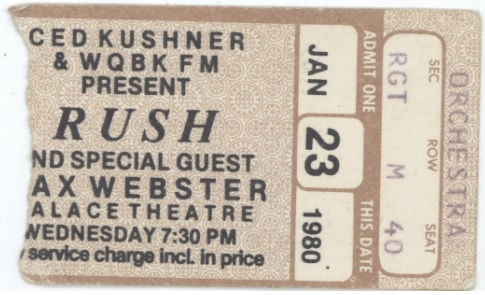 CED KUSHNER
& WQBK FM
PRESENT
RUSH
ND SPECIAL GUEST
AX WEBSTER
ALACE THEATRE
WEDNESDAY 7:30 PM
service charge incl. in price
JAN
23
1980
ADMIT ONE
THIS DATE
RGT M 40
SEC ROW SEAT
ORCHESTRA